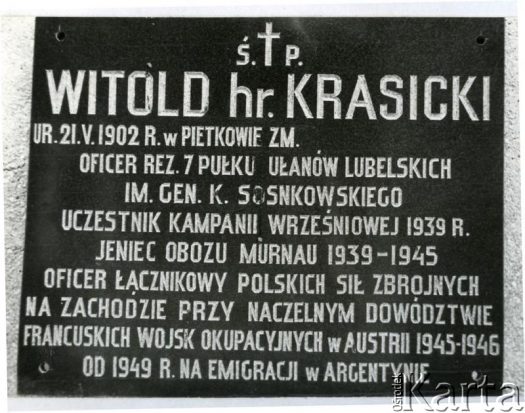 Ś. † P.
WITOLD hr. KRASICKI
UR. 21.V. 1902 R. w PIETKOWIE ZM.
OFICER REZ. 7 PUŁKU UŁANÓW LUBELSKICH
IM. GEN. K. SOSNKOWSKIEGO
UCZESTNIK KAMPANII WRZEŚNIOWEJ 1939 R.
JENIEC OBOZU MURNAU 1939-1945
OFICER ŁĄCZNIKOWY POLSKICH SIŁ ZBROJNYCH
NA ZACHODZIE PRZY NACZELNYM DOWÓDZTWIE
FRANCUSKICH WOJSK OKUPACYJNYCH w AUSTRII 1945-1946
OD 1949 R. NA EMIGRACJI w ARGENTYNIE
ośrodek Karta